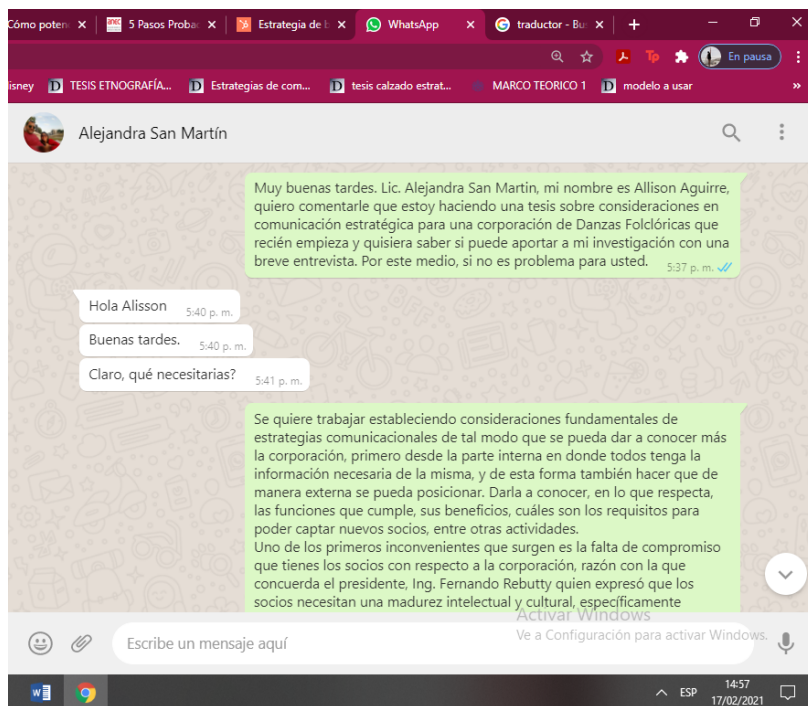 Cómo poten
5 Pasos Probac
Estrategia de b
WhatsApp
traductor - Bus
Tp
En pausa
isney
TESIS ETNOGRAFÍA...
Estrategias de com...
tesis calzado estrat...
MARCO TEORICO 1
modelo a usar
Alejandra San Martín
Muy buenas tardes. Lic. Alejandra San Martin, mi nombre es Allison Aguirre,
quiero comentarle que estoy haciendo una tesis sobre consideraciones en
comunicación estratégica para una corporación de Danzas Folclóricas que
recién empieza y quisiera saber si puede aportar a mi investigación con una
breve entrevista. Por este medio, si no es problema para usted.
5:37 p. m.
Hola Alisson
5:40 p. m.
Buenas tardes.
5:40 p. m.
Claro, qué necesitarias?
5:41 p. m.
Se quiere trabajar estableciendo consideraciones fundamentales de
estrategias comunicacionales de tal modo que se pueda dar a conocer más
la corporación, primero desde la parte interna en donde todos tenga la
información necesaria de la misma, y de esta forma también hacer que de
manera externa se pueda posicionar. Darla a conocer, en lo que respecta,
las funciones que cumple, sus beneficios, cuáles son los requisitos para
poder captar nuevos socios, entre otras actividades.
Uno de los primeros inconvenientes que surgen es la falta de compromiso
que tienes los socios con respecto a la corporación, razón con la que
concuerda el presidente, Ing. Fernando Rebutty quien expresó que los
socios necesitan una madurez intelectual y cultural, específicamente
Activar Windows
Ve a Configuración para activar Windows.
Escribe un mensaje aquí
ESP
14:57
17/02/2021